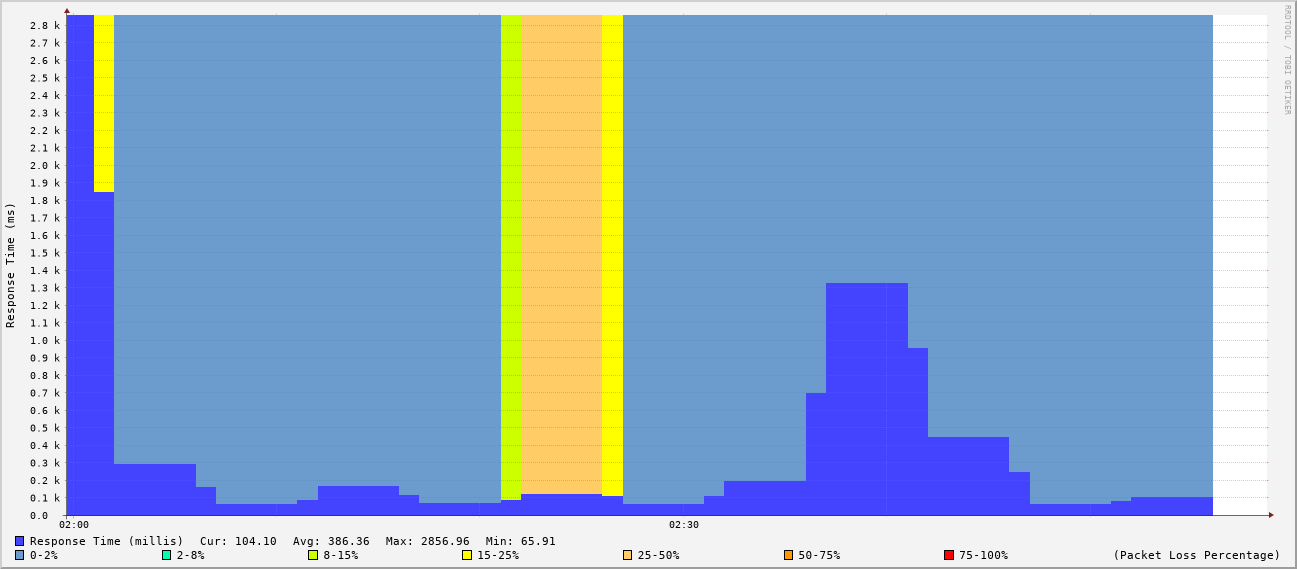 RRDTOOL / TOBI OETIKER
Response Time (ms)
2.8 k
2.7 k
2.6 k
2.5 k
2.4 k
2.3 k
2.2 k
2.1 k
2.0 k
1.9 k
1.8 k
1.7 k
1.6 k
1.5 k
1.4 k
1.3 k
1.2 k
1.1 k
1.0 k
0.9 k
0.8 k
0.7 k
0.6 k
0.5 k
0.4 k
0.3 k
0.2 k
0.1 k
0.0
02:00 02:30
Response Time (millis) Cur: 104.10 Avg: 386.36 Max: 2856.96 Min: 65.91
0-2% 2-8% 8-15% 15-25% 25-50% 50-75% 75-100% (Packet Loss Percentage)